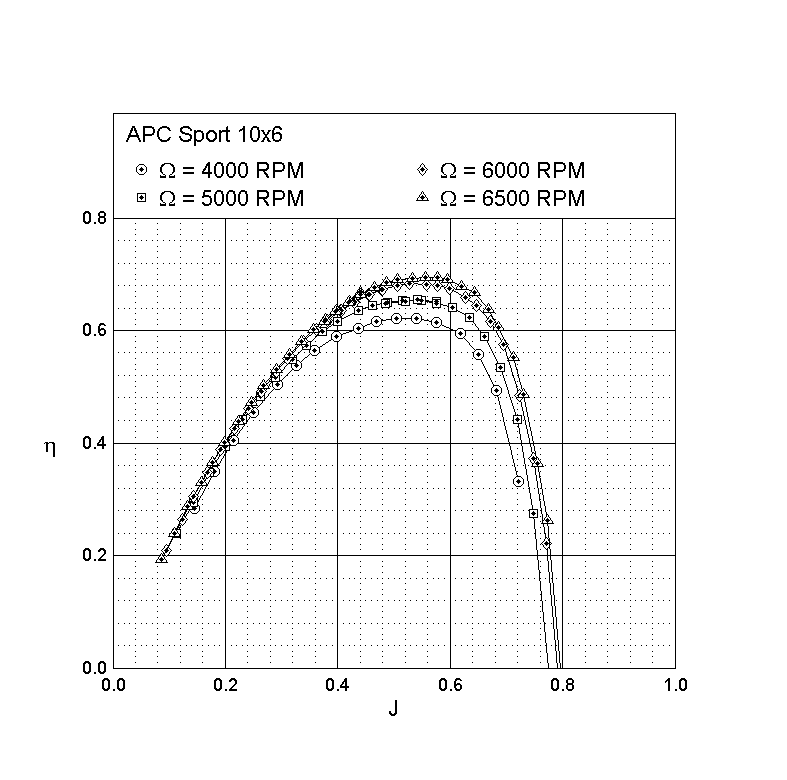 APC Sport 10x6
Ω = 4000 RPM
Ω = 6000 RPM
Ω = 5000 RPM
Ω = 6500 RPM
0.8
0.6
0.4
η
0.2
0.0
0.0 0.2 0.4 0.6 0.8 1.0
J